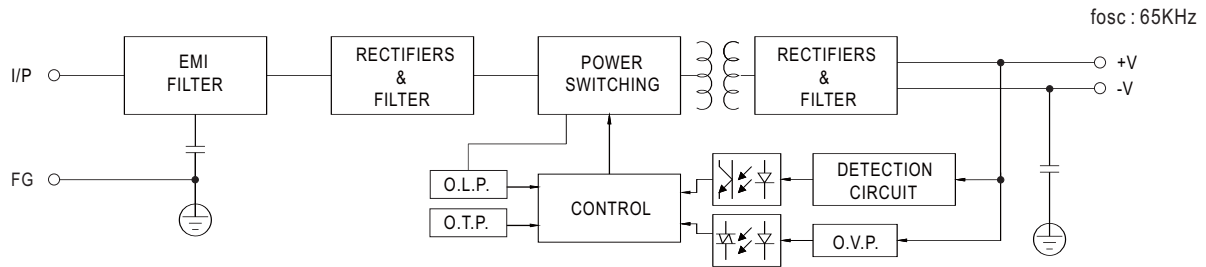 fosc : 65KHz
I/P
EMI
FILTER
RECTIFIERS
&
FILTER
POWER
SWITCHING
RECTIFIERS
&
FILTER
+V
-V
FG
O.L.P.
O.T.P.
CONTROL
DETECTION
CIRCUIT
O.V.P.